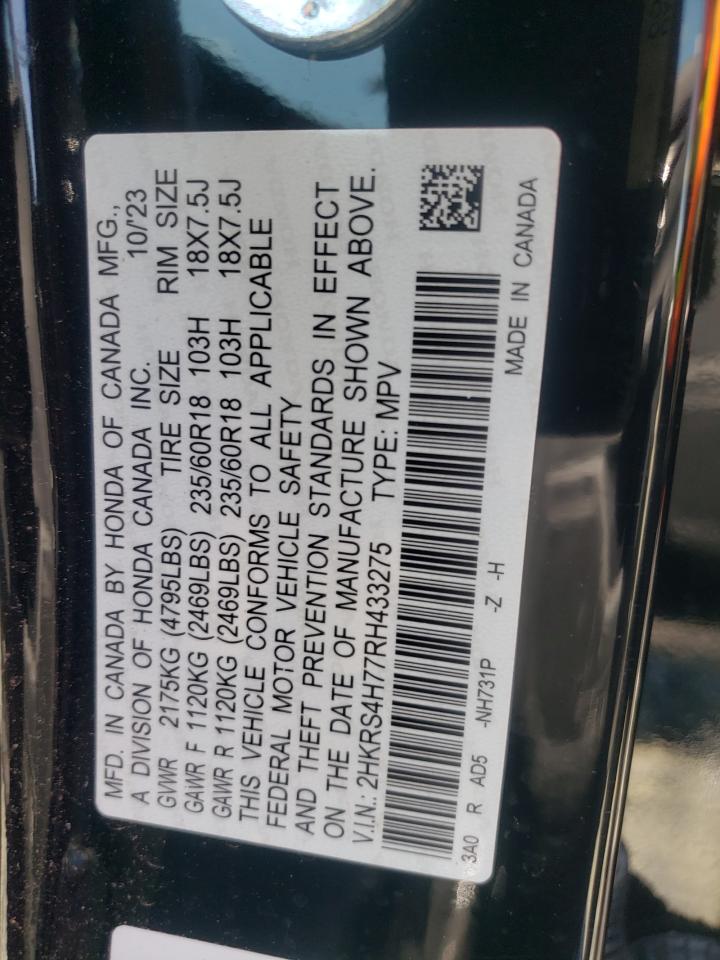 MFD. IN CANADA BY HONDA OF CANADA MFG.,
A DIVISION OF HONDA CANADA INC. 10/'23
GVWR 2175KG (4795LBS) TIRE SIZE RIM SIZE
GAWR F 1120KG (2469LBS) 235/60R18 103H 18X7.5J
GAWR R 1120KG (2469LBS) 235/60R18 103H 18X7.5J
THIS VEHICLE CONFORMS TO ALL APPLICABLE
FEDERAL MOTOR VEHICLE SAFETY
AND THEFT PREVENTION STANDARDS IN EFFECT
ON THE DATE OF MANUFACTURE SHOWN ABOVE.
V.I.N.: 2HKRS4H77RH433275 TYPE: MPV
3A0 R AD5 -NH731P -Z -H
MADE IN CANADA